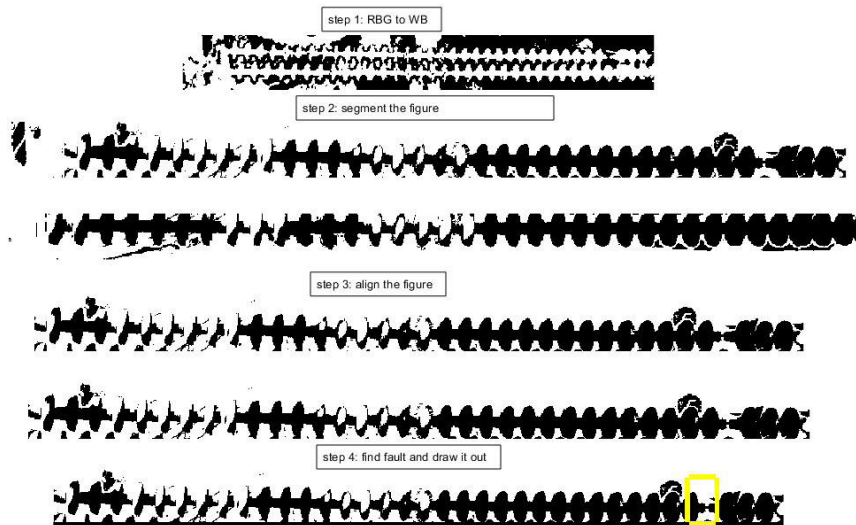 step 1: RBG to WB
step 2: segment the figure
step 3: align the figure
step 4: find fault and draw it out